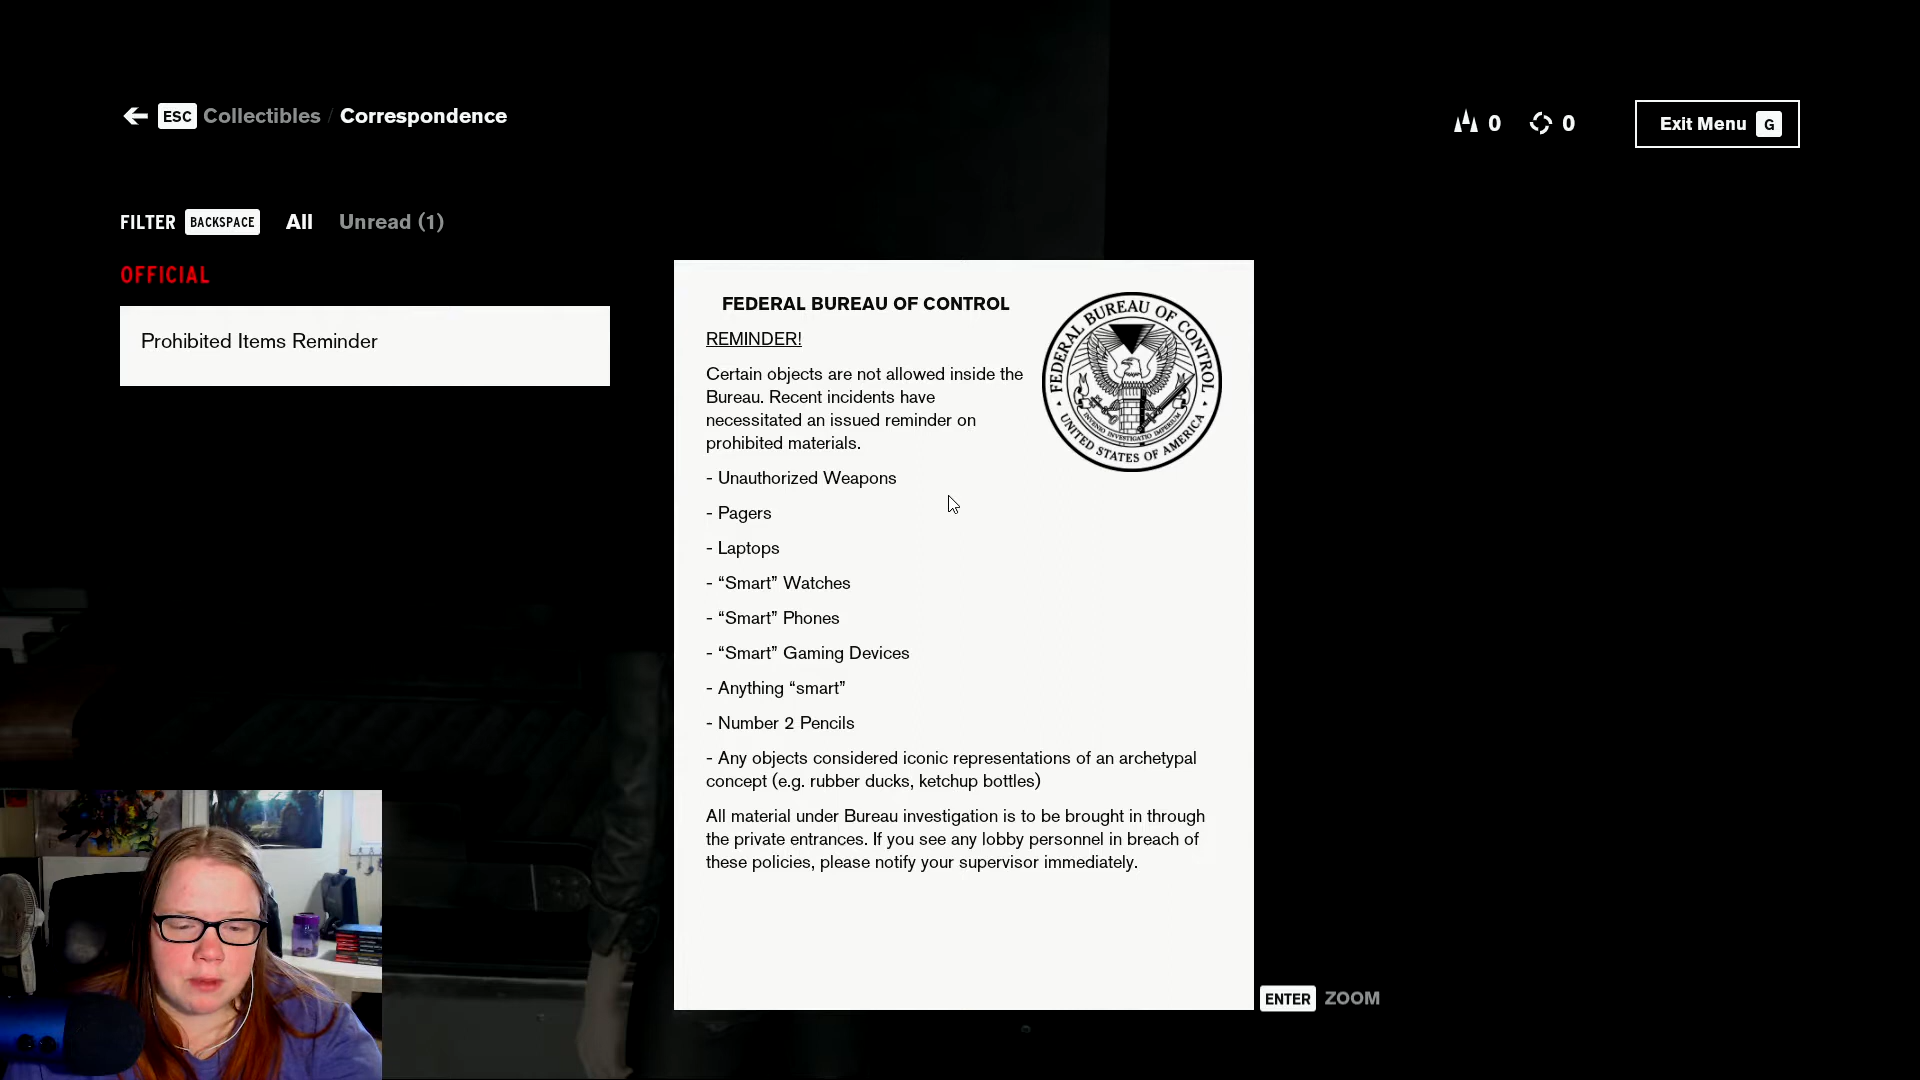 ESC Collectibles / Correspondence
0 0
Exit Menu G
FILTER BACKSPACE All Unread (1)
OFFICIAL
Prohibited Items Reminder
FEDERAL BUREAU OF CONTROL
REMINDER!
Certain objects are not allowed inside the
Bureau. Recent incidents have
necessitated an issued reminder on
prohibited materials.
FEDERAL BUREAU OF CONTROL
INVENIO INVESTIGATIO IMPERIUM
UNITED STATES OF AMERICA
- Unauthorized Weapons
- Pagers
- Laptops
- “Smart” Watches
- “Smart” Phones
- “Smart” Gaming Devices
- Anything “smart”
- Number 2 Pencils
- Any objects considered iconic representations of an archetypal
concept (e.g. rubber ducks, ketchup bottles)
All material under Bureau investigation is to be brought in through
the private entrances. If you see any lobby personnel in breach of
these policies, please notify your supervisor immediately.
ENTER ZOOM